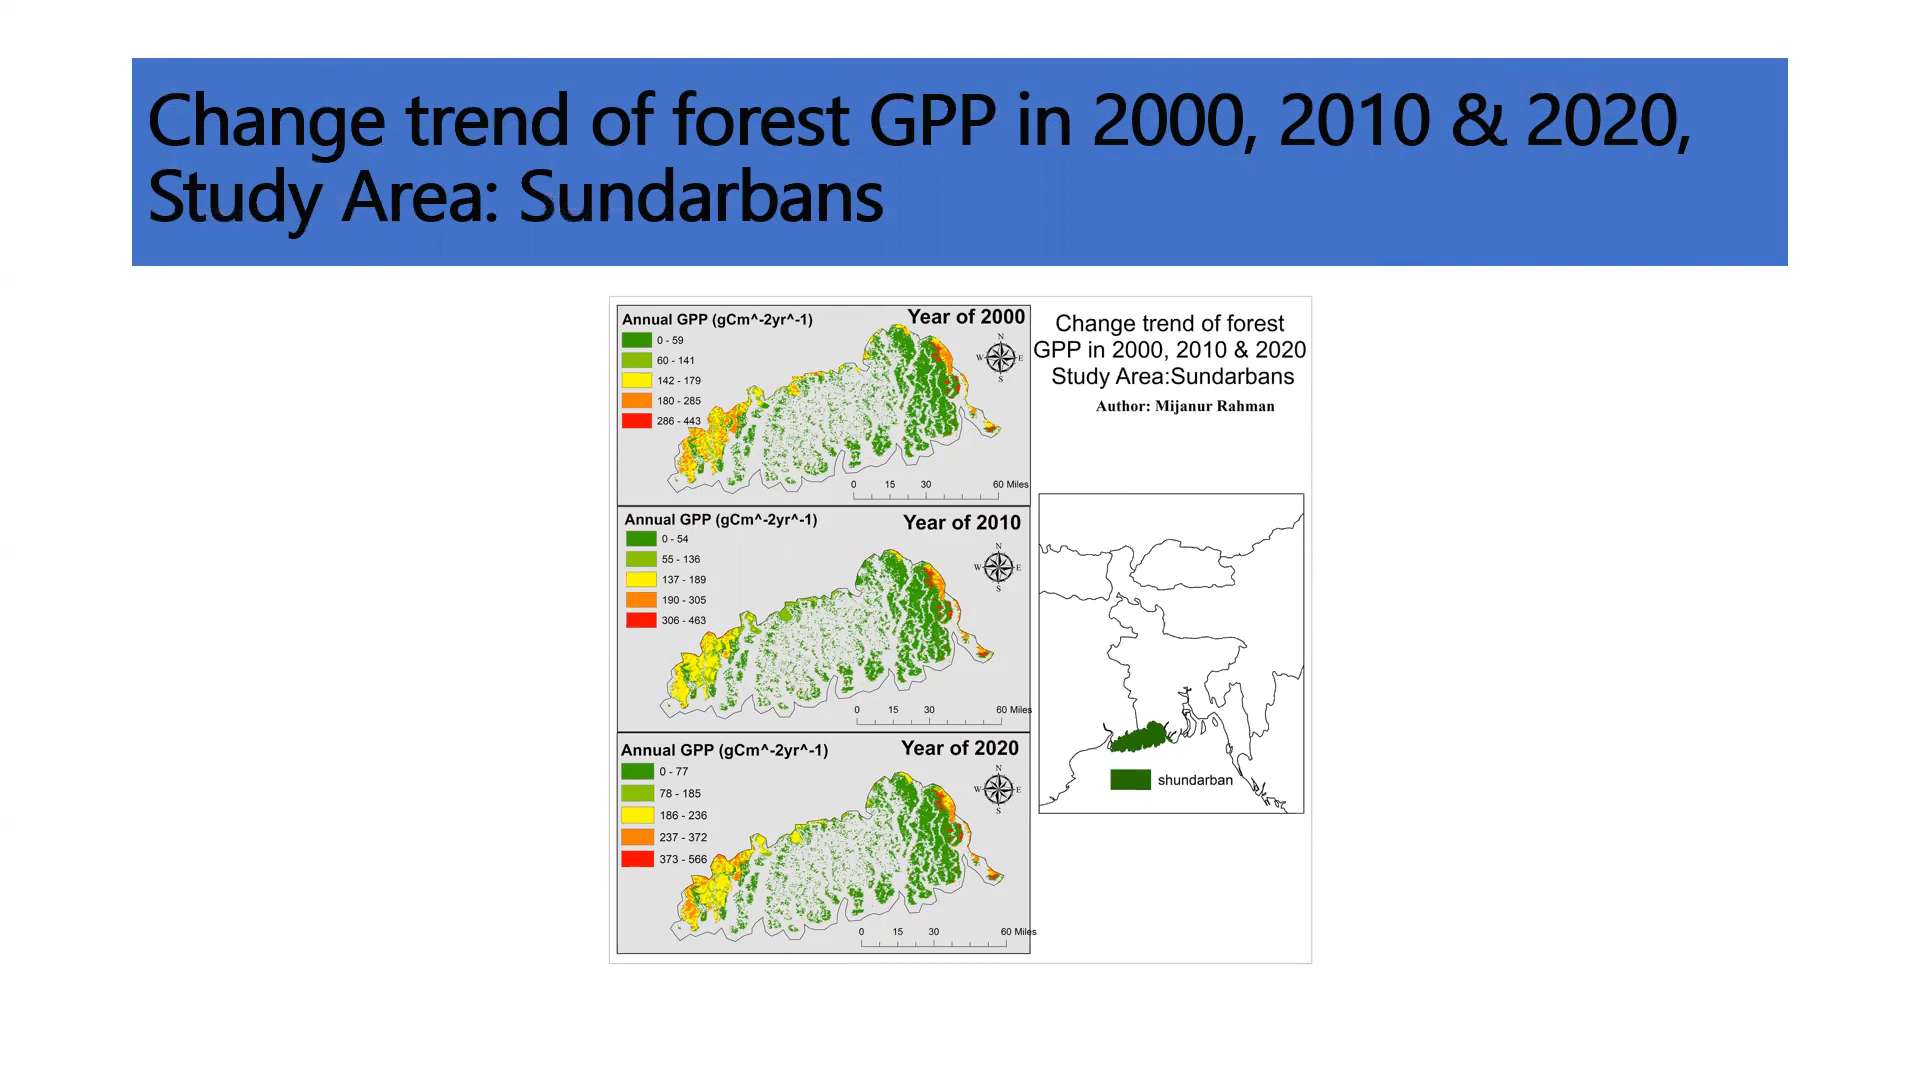 Change trend of forest GPP in 2000, 2010 & 2020,
Study Area: Sundarbans
Annual GPP (gCm^-2yr^-1)
Year of 2000
0 - 59
60 - 141
142 - 179
180 - 285
286 - 443
N
W
E
S
0 15 30 60 Miles
Annual GPP (gCm^-2yr^-1)
Year of 2010
0 - 54
55 - 136
137 - 189
190 - 305
306 - 463
N
W
E
S
0 15 30 60 Miles
Annual GPP (gCm^-2yr^-1)
Year of 2020
0 - 77
78 - 185
186 - 236
237 - 372
373 - 566
N
W
E
S
0 15 30 60 Miles
Change trend of forest
GPP in 2000, 2010 & 2020
Study Area:Sundarbans
Author: Mijanur Rahman
shundarban